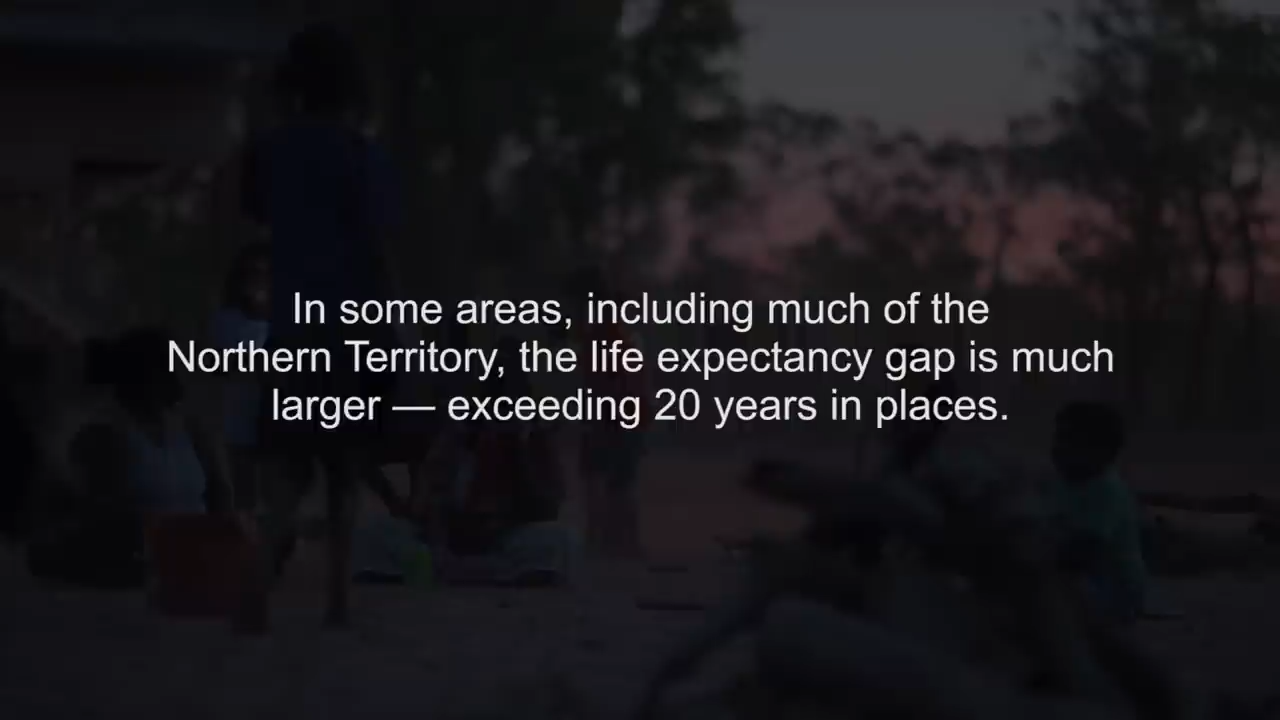 In some areas, including much of the
Northern Territory, the life expectancy gap is much
larger — exceeding 20 years in places.